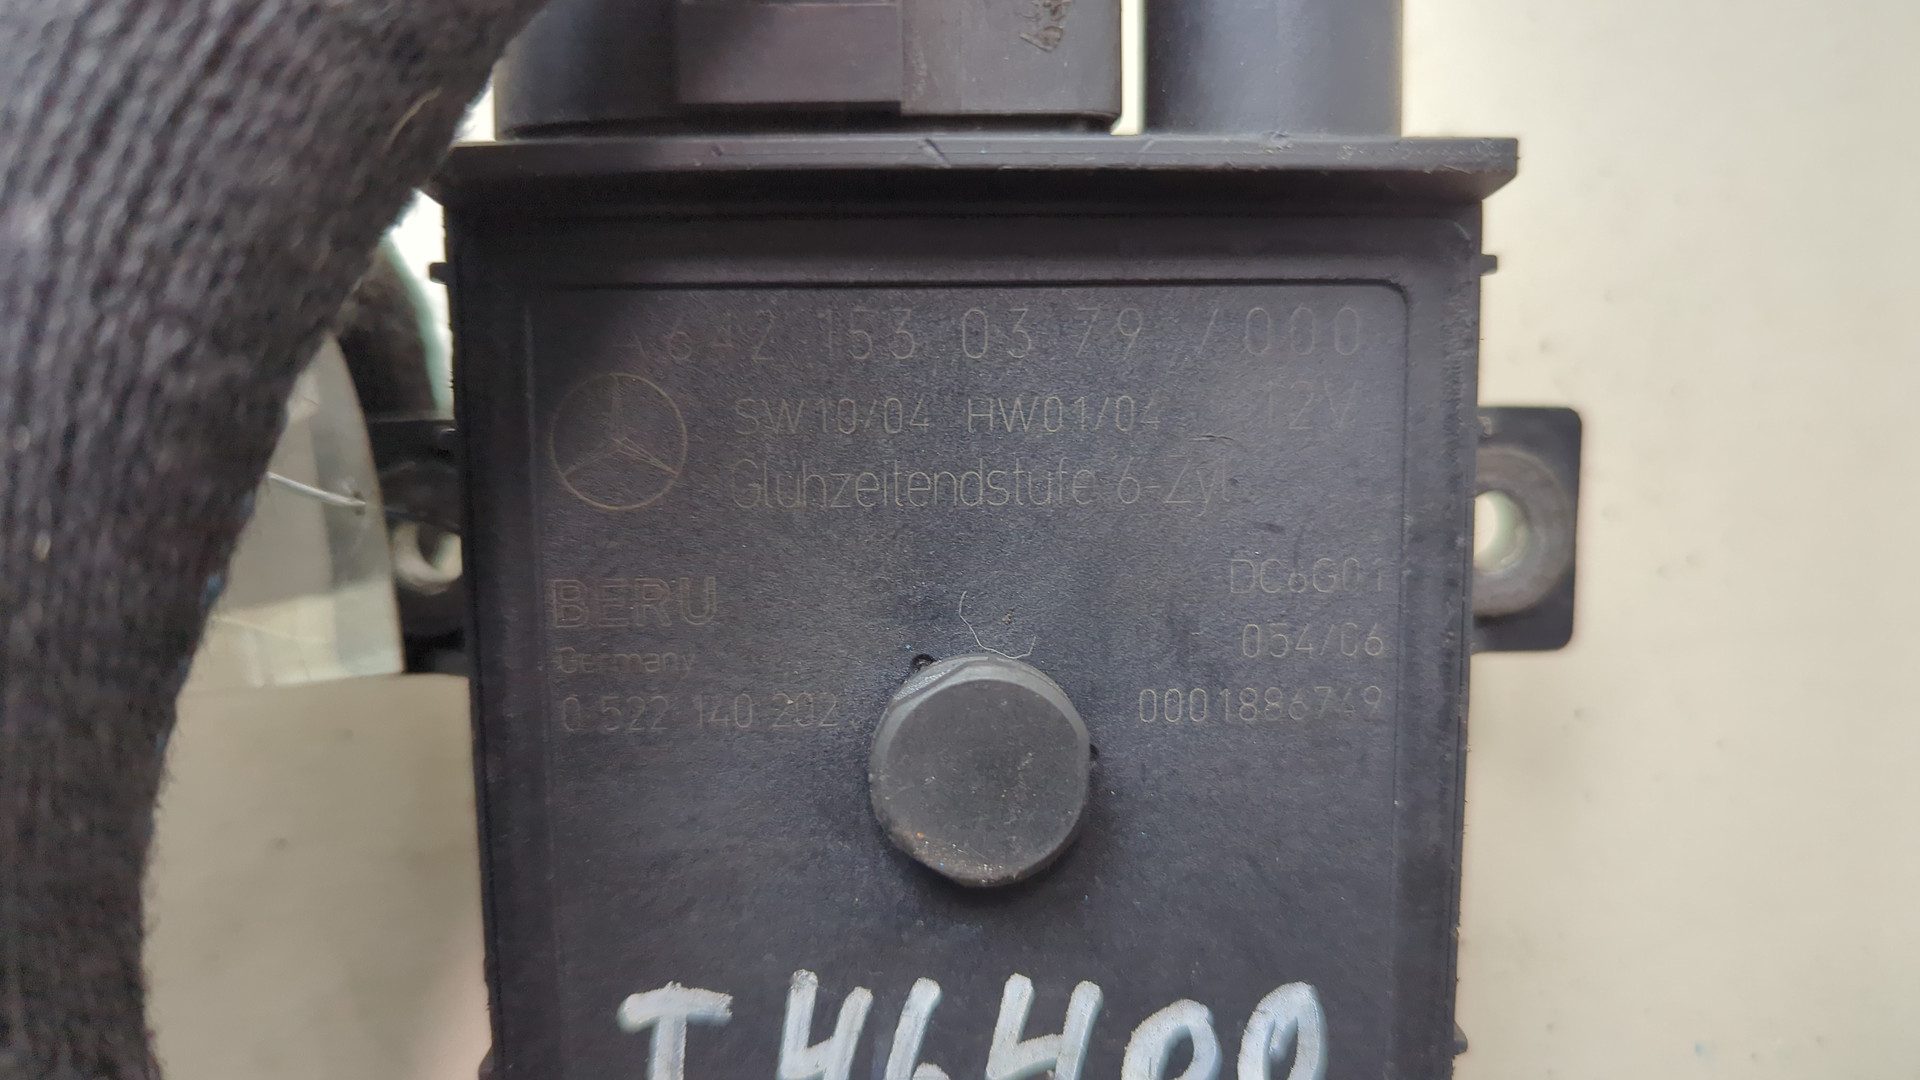 A642 153 03 79 /000
SW10/04 HW01/04 12V
Glühzeitendstufe 6-Zyl
BERU
Germany
0 522 140 202
DC6G01
054/06
0001886749